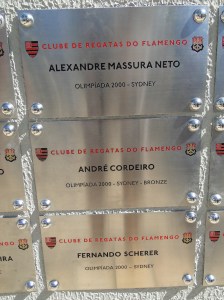 CLUBE DE REGATAS DO FLAMENGO
ALEXANDRE MASSURA NETO
OLIMPÍADA 2000 - SYDNEY
CLUBE DE REGATAS DO FLAMENGO
ANDRÉ CORDEIRO
OLIMPÍADA 2000 - SYDNEY - BRONZE
CLUBE DE REGATAS DO FLAMENGO
FERNANDO SCHERER
OLIMPÍADA 2000 - SYDNEY